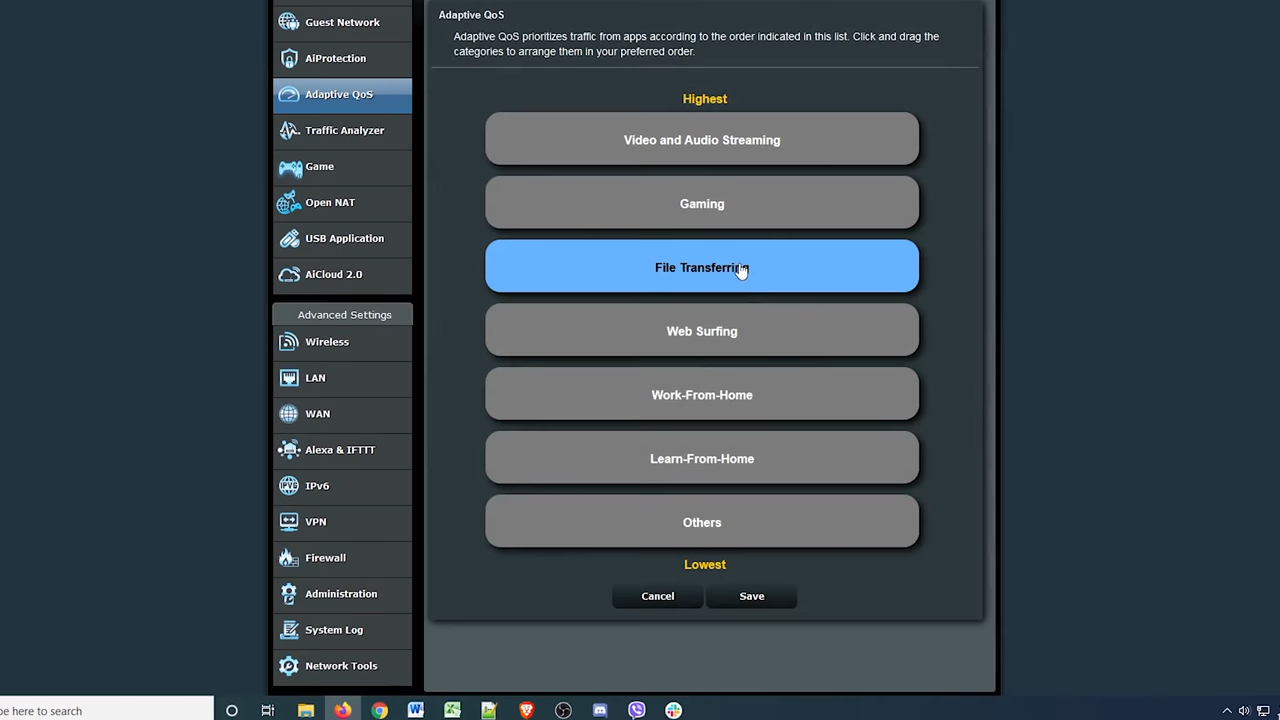 Guest Network
AiProtection
Adaptive QoS
Traffic Analyzer
Game
Open NAT
USB Application
AiCloud 2.0
Advanced Settings
Wireless
LAN
WAN
Alexa & IFTTT
IPv6
VPN
Firewall
Administration
System Log
Network Tools
Adaptive QoS
Adaptive QoS prioritizes traffic from apps according to the order indicated in this list. Click and drag the
categories to arrange them in your preferred order.
Highest
Video and Audio Streaming
Gaming
File Transferring
Web Surfing
Work-From-Home
Learn-From-Home
Others
Lowest
Cancel Save
pe here to search